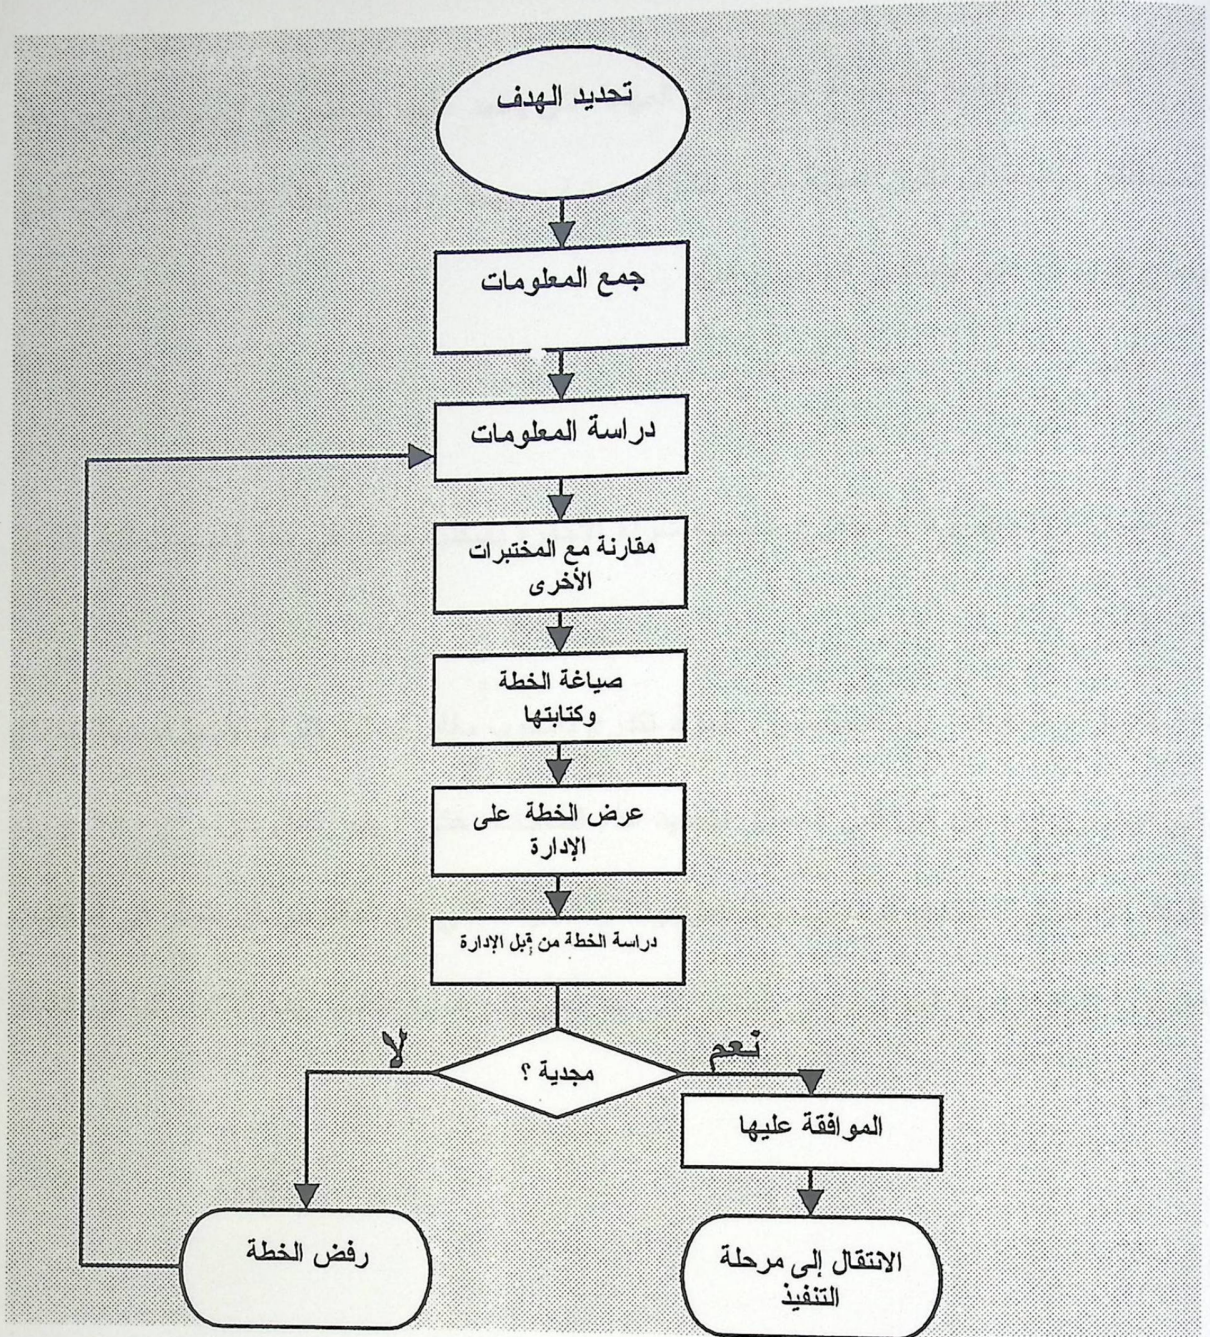 تحديد الهدف
جمع المعلومات
دراسة المعلومات
مقارنة مع المختبرات
الأخرى
صياغة الخطة
وكتابتها
عرض الخطة على
الإدارة
دراسة الخطة من قبل الإدارة
نعم
لا
مجدية ؟
الموافقة عليها
الانتقال إلى مرحلة
التنفيذ
رفض الخطة